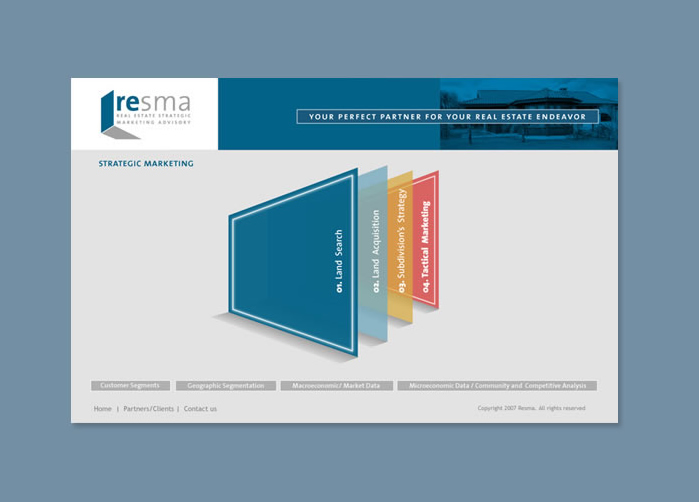 resma
REAL ESTATE STRATEGIC
MARKETING ADVISORY
YOUR PERFECT PARTNER FOR YOUR REAL ESTATE ENDEAVOR
STRATEGIC MARKETING
01. Land Search
02. Land Acquisition
03. Subdivision's Strategy
04. Tactical Marketing
Customer Segments
Geographic Segmentation
Macroeconomic/ Market Data
Microeconomic Data / Community and Competitive Analysis
Home | Partners/Clients | Contact us
Copyright 2007 Resma. All rights reserved